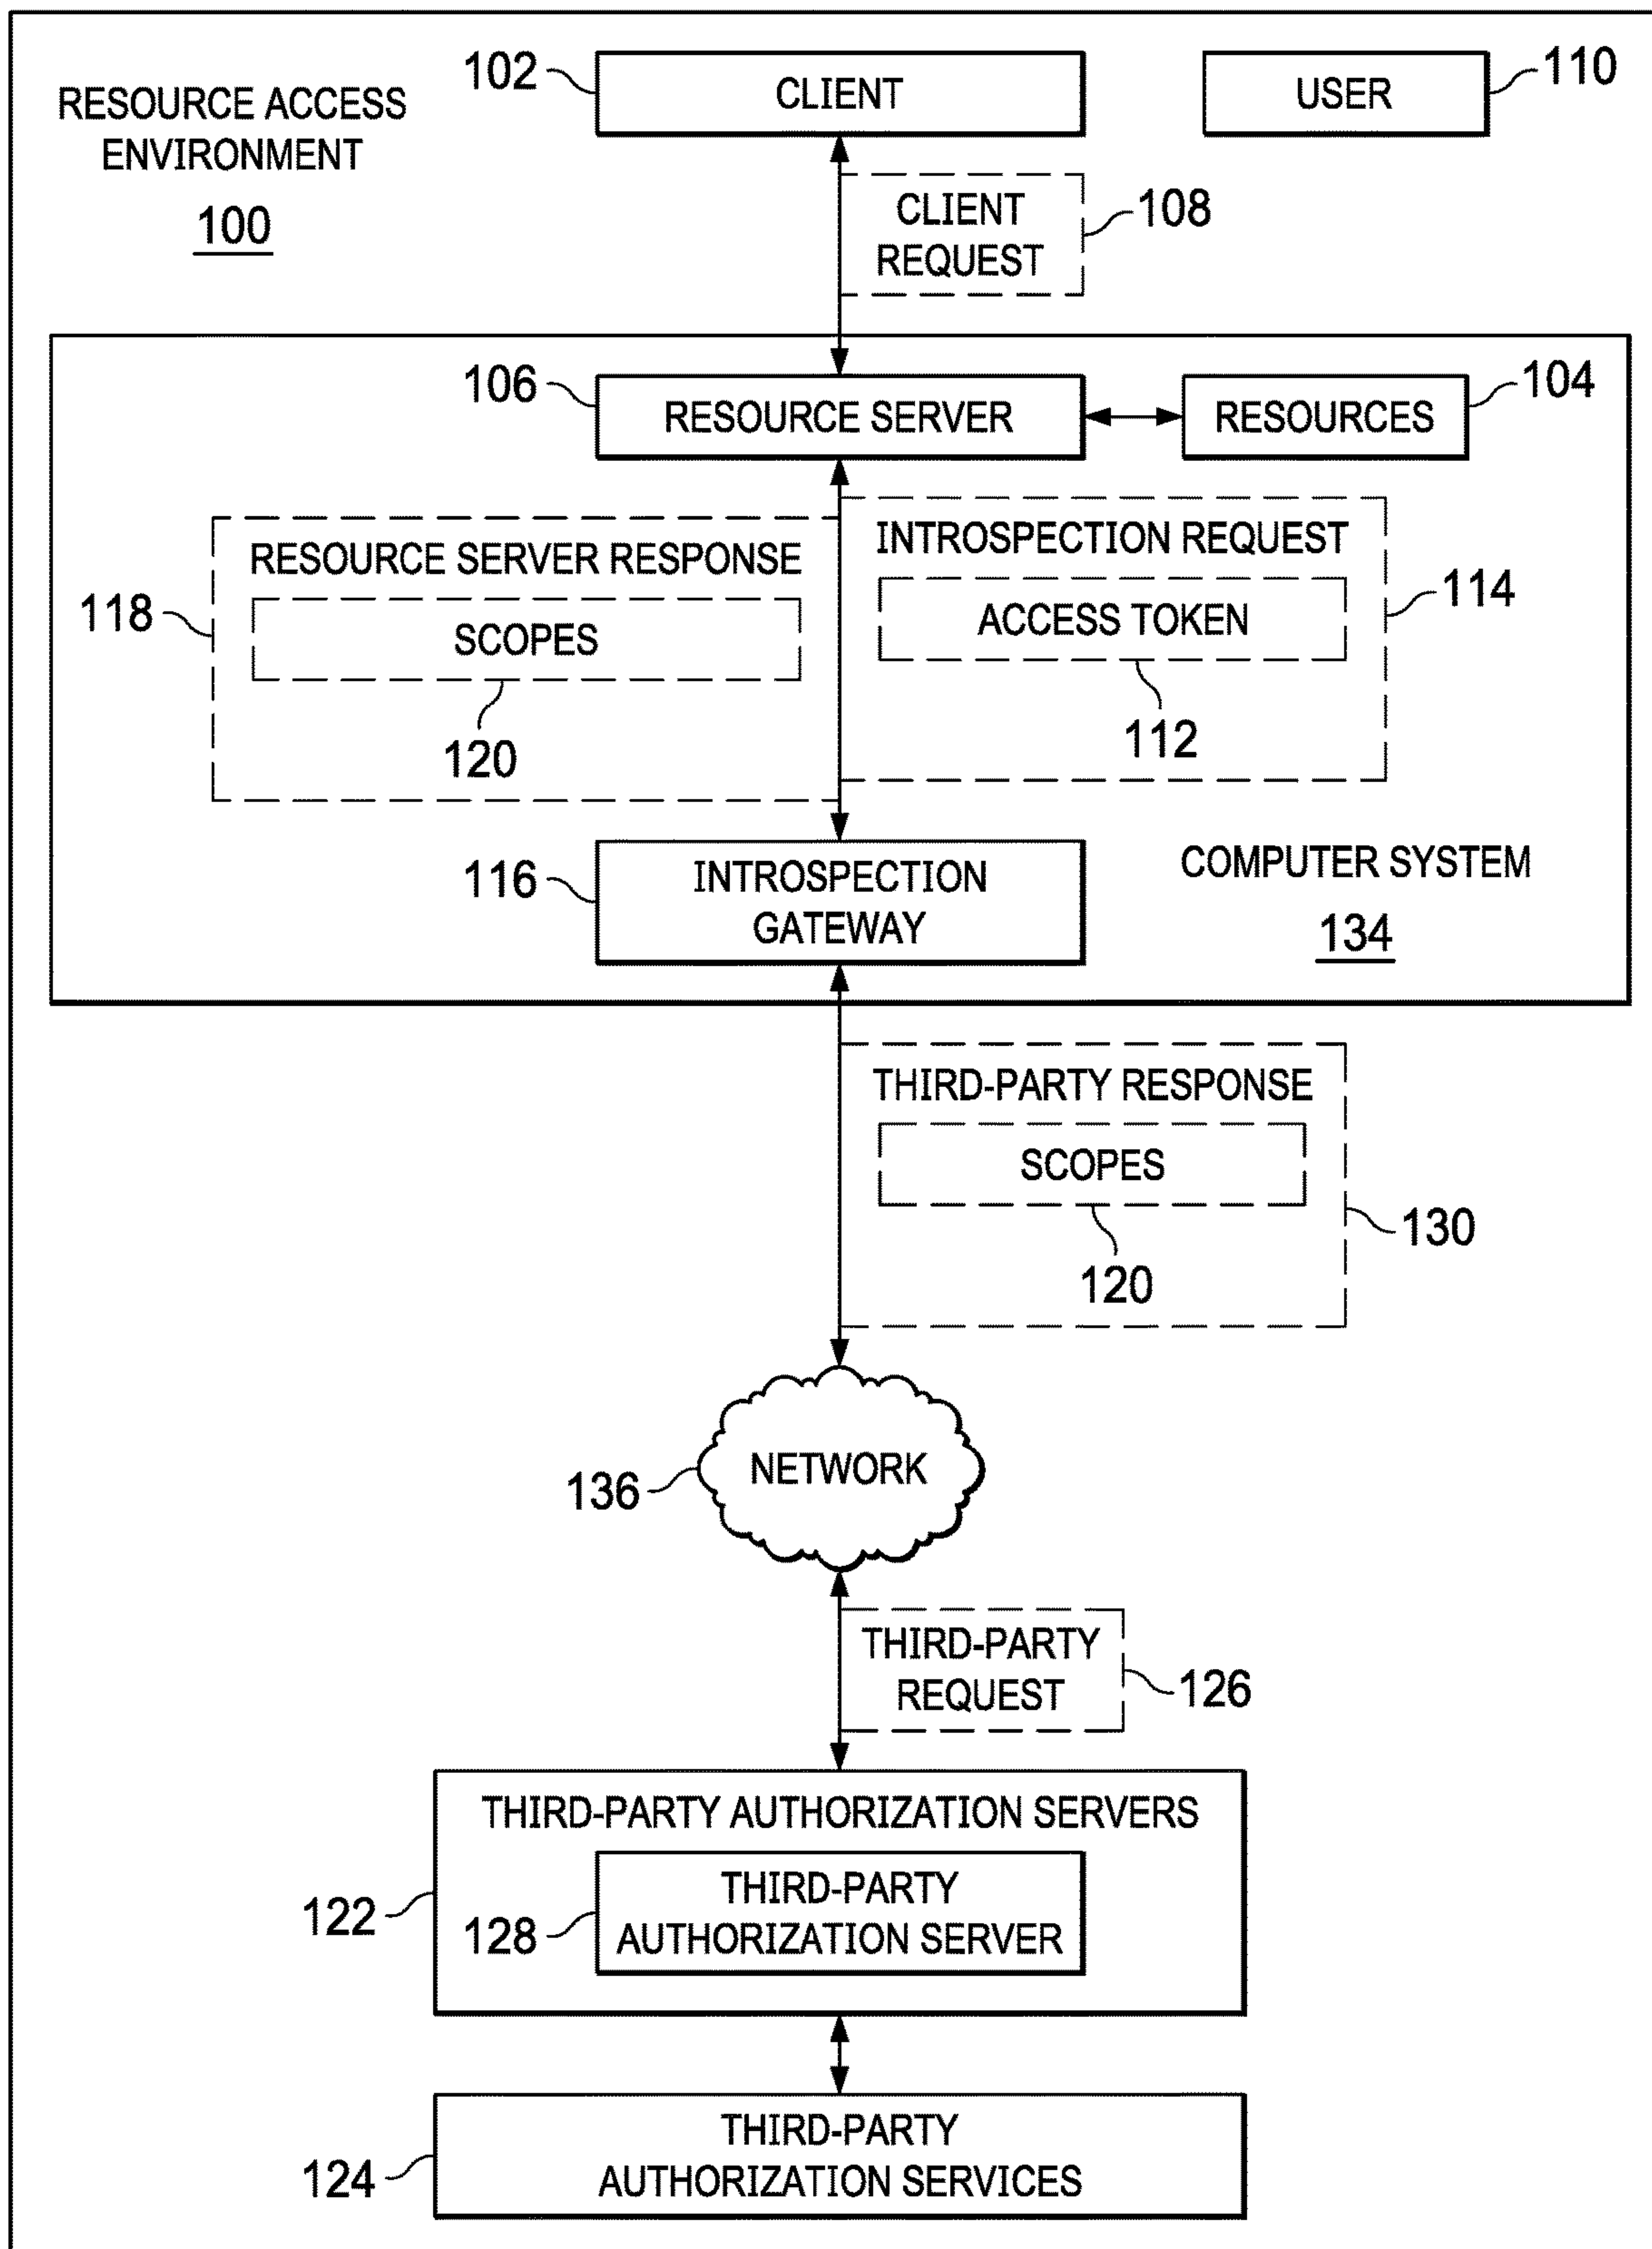 RESOURCE ACCESS
ENVIRONMENT
100
102
CLIENT
USER
110
CLIENT
REQUEST
108
106
RESOURCE SERVER
RESOURCES
104
RESOURCE SERVER RESPONSE
SCOPES
118
120
INTROSPECTION REQUEST
ACCESS TOKEN
114
112
116
INTROSPECTION
GATEWAY
COMPUTER SYSTEM
134
THIRD-PARTY RESPONSE
SCOPES
130
120
136
NETWORK
THIRD-PARTY
REQUEST
126
THIRD-PARTY AUTHORIZATION SERVERS
122
128
THIRD-PARTY
AUTHORIZATION SERVER
124
THIRD-PARTY
AUTHORIZATION SERVICES